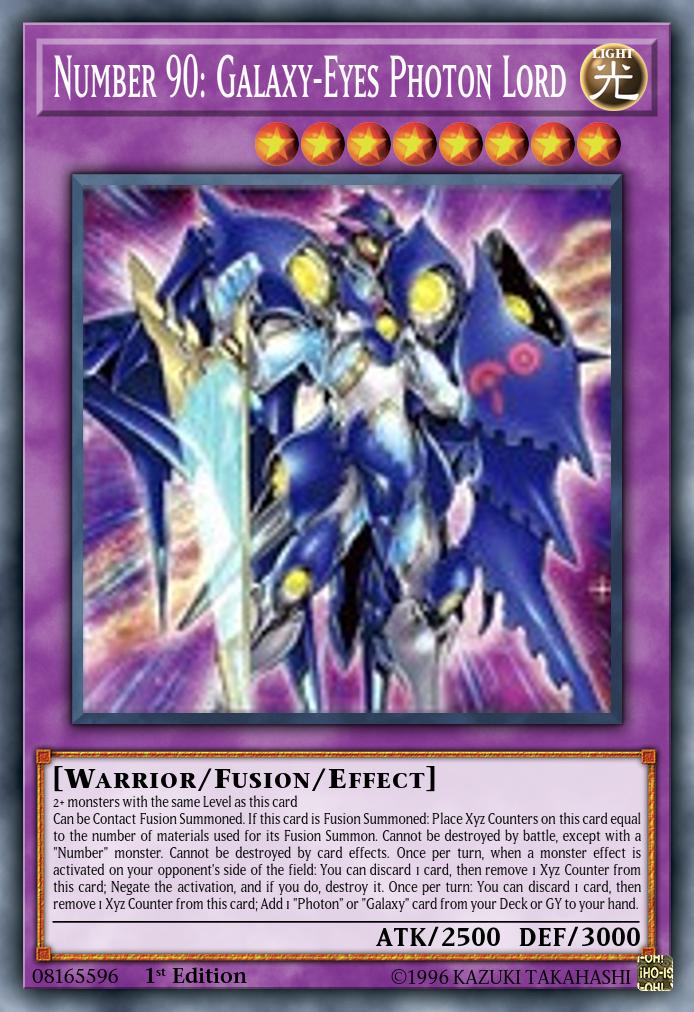 Number 90: Galaxy-Eyes Photon Lord
LIGHT
光
[Warrior/Fusion/Effect]
2+ monsters with the same Level as this card
Can be Contact Fusion Summoned. If this card is Fusion Summoned: Place Xyz Counters on this card equal
to the number of materials used for its Fusion Summon. Cannot be destroyed by battle, except with a
"Number" monster. Cannot be destroyed by card effects. Once per turn, when a monster effect is
activated on your opponent's side of the field: You can discard 1 card, then remove 1 Xyz Counter from
this card; Negate the activation, and if you do, destroy it. Once per turn: You can discard 1 card, then
remove 1 Xyz Counter from this card; Add 1 "Photon" or "Galaxy" card from your Deck or GY to your hand.
ATK/2500 DEF/3000
08165596 1st Edition ©1996 KAZUKI TAKAHASHI